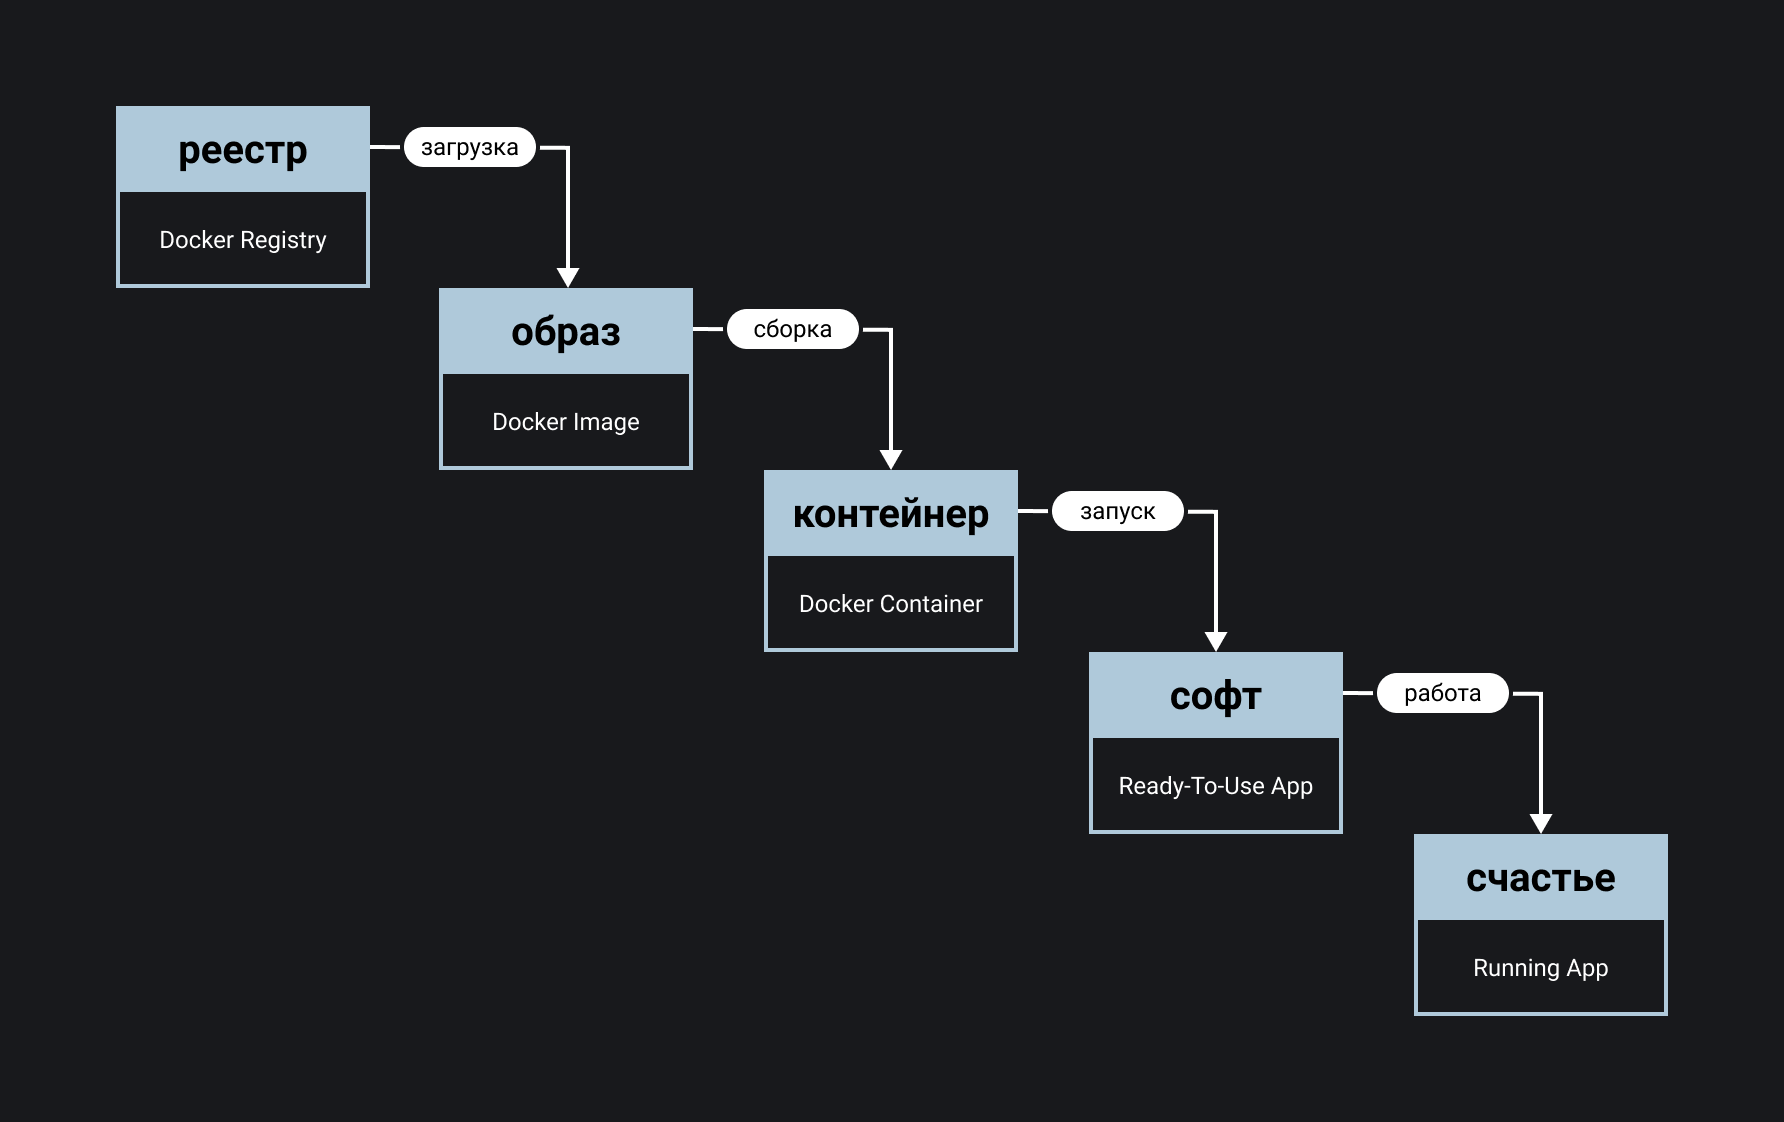 реестр
загрузка
Docker Registry
образ
сборка
Docker Image
контейнер
запуск
Docker Container
софт
работа
Ready-To-Use App
счастье
Running App